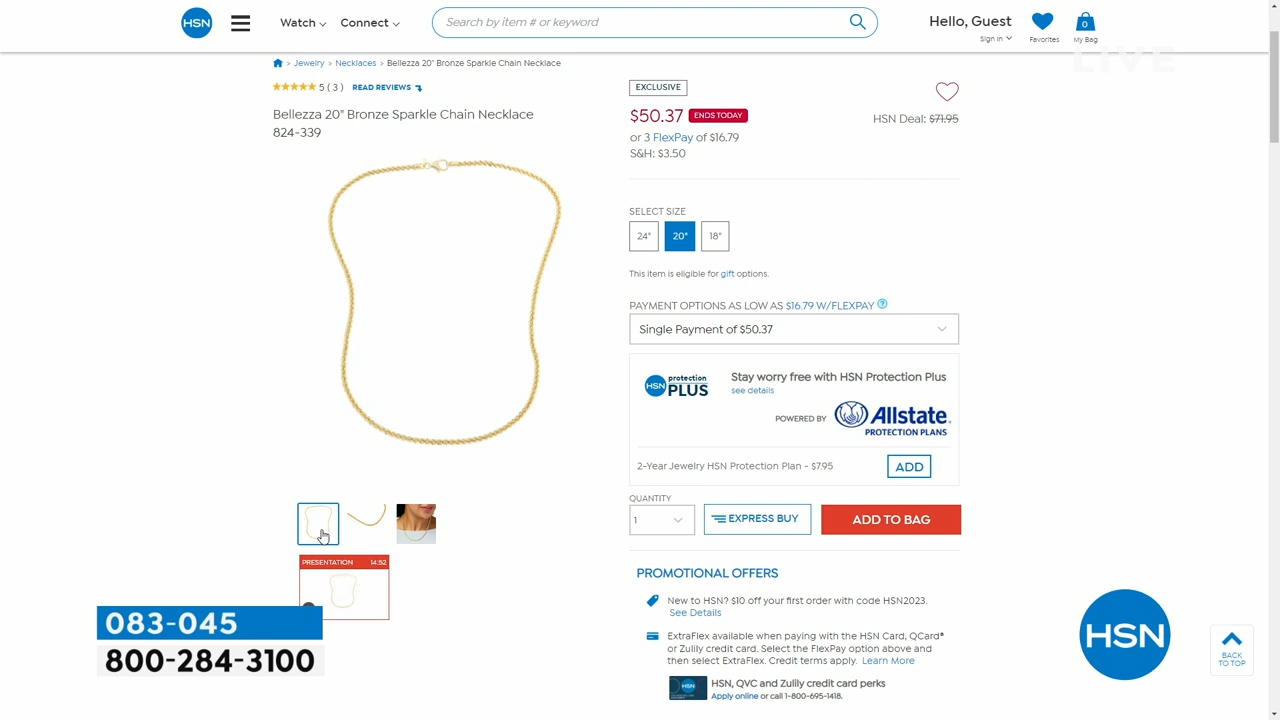 HSN
Watch
Connect
Search by item # or keyword
Hello, Guest
Sign In
Favorites
0
My Bag
LIVE
> Jewelry > Necklaces > Bellezza 20" Bronze Sparkle Chain Necklace
5 ( 3 ) READ REVIEWS
Bellezza 20" Bronze Sparkle Chain Necklace
824-339
EXCLUSIVE
$50.37 ENDS TODAY
HSN Deal: $71.95
or 3 FlexPay of $16.79
S&H: $3.50
SELECT SIZE
24" 20" 18"
This item is eligible for gift options.
PAYMENT OPTIONS AS LOW AS $16.79 W/FLEXPAY ?
Single Payment of $50.37
HSN protection PLUS
Stay worry free with HSN Protection Plus
see details
POWERED BY Allstate.
PROTECTION PLANS
2-Year Jewelry HSN Protection Plan - $7.95
ADD
QUANTITY
1
EXPRESS BUY
ADD TO BAG
PRESENTATION 14:52
PROMOTIONAL OFFERS
New to HSN? $10 off your first order with code HSN2023.
See Details
ExtraFlex available when paying with the HSN Card, QCard®
or Zulily credit card. Select the FlexPay option above and
then select ExtraFlex. Credit terms apply. Learn More
HSN
HSN, QVC and Zulily credit card perks
Apply online or call 1-800-695-1418.
083-045
800-284-3100
HSN
BACK
TO TOP